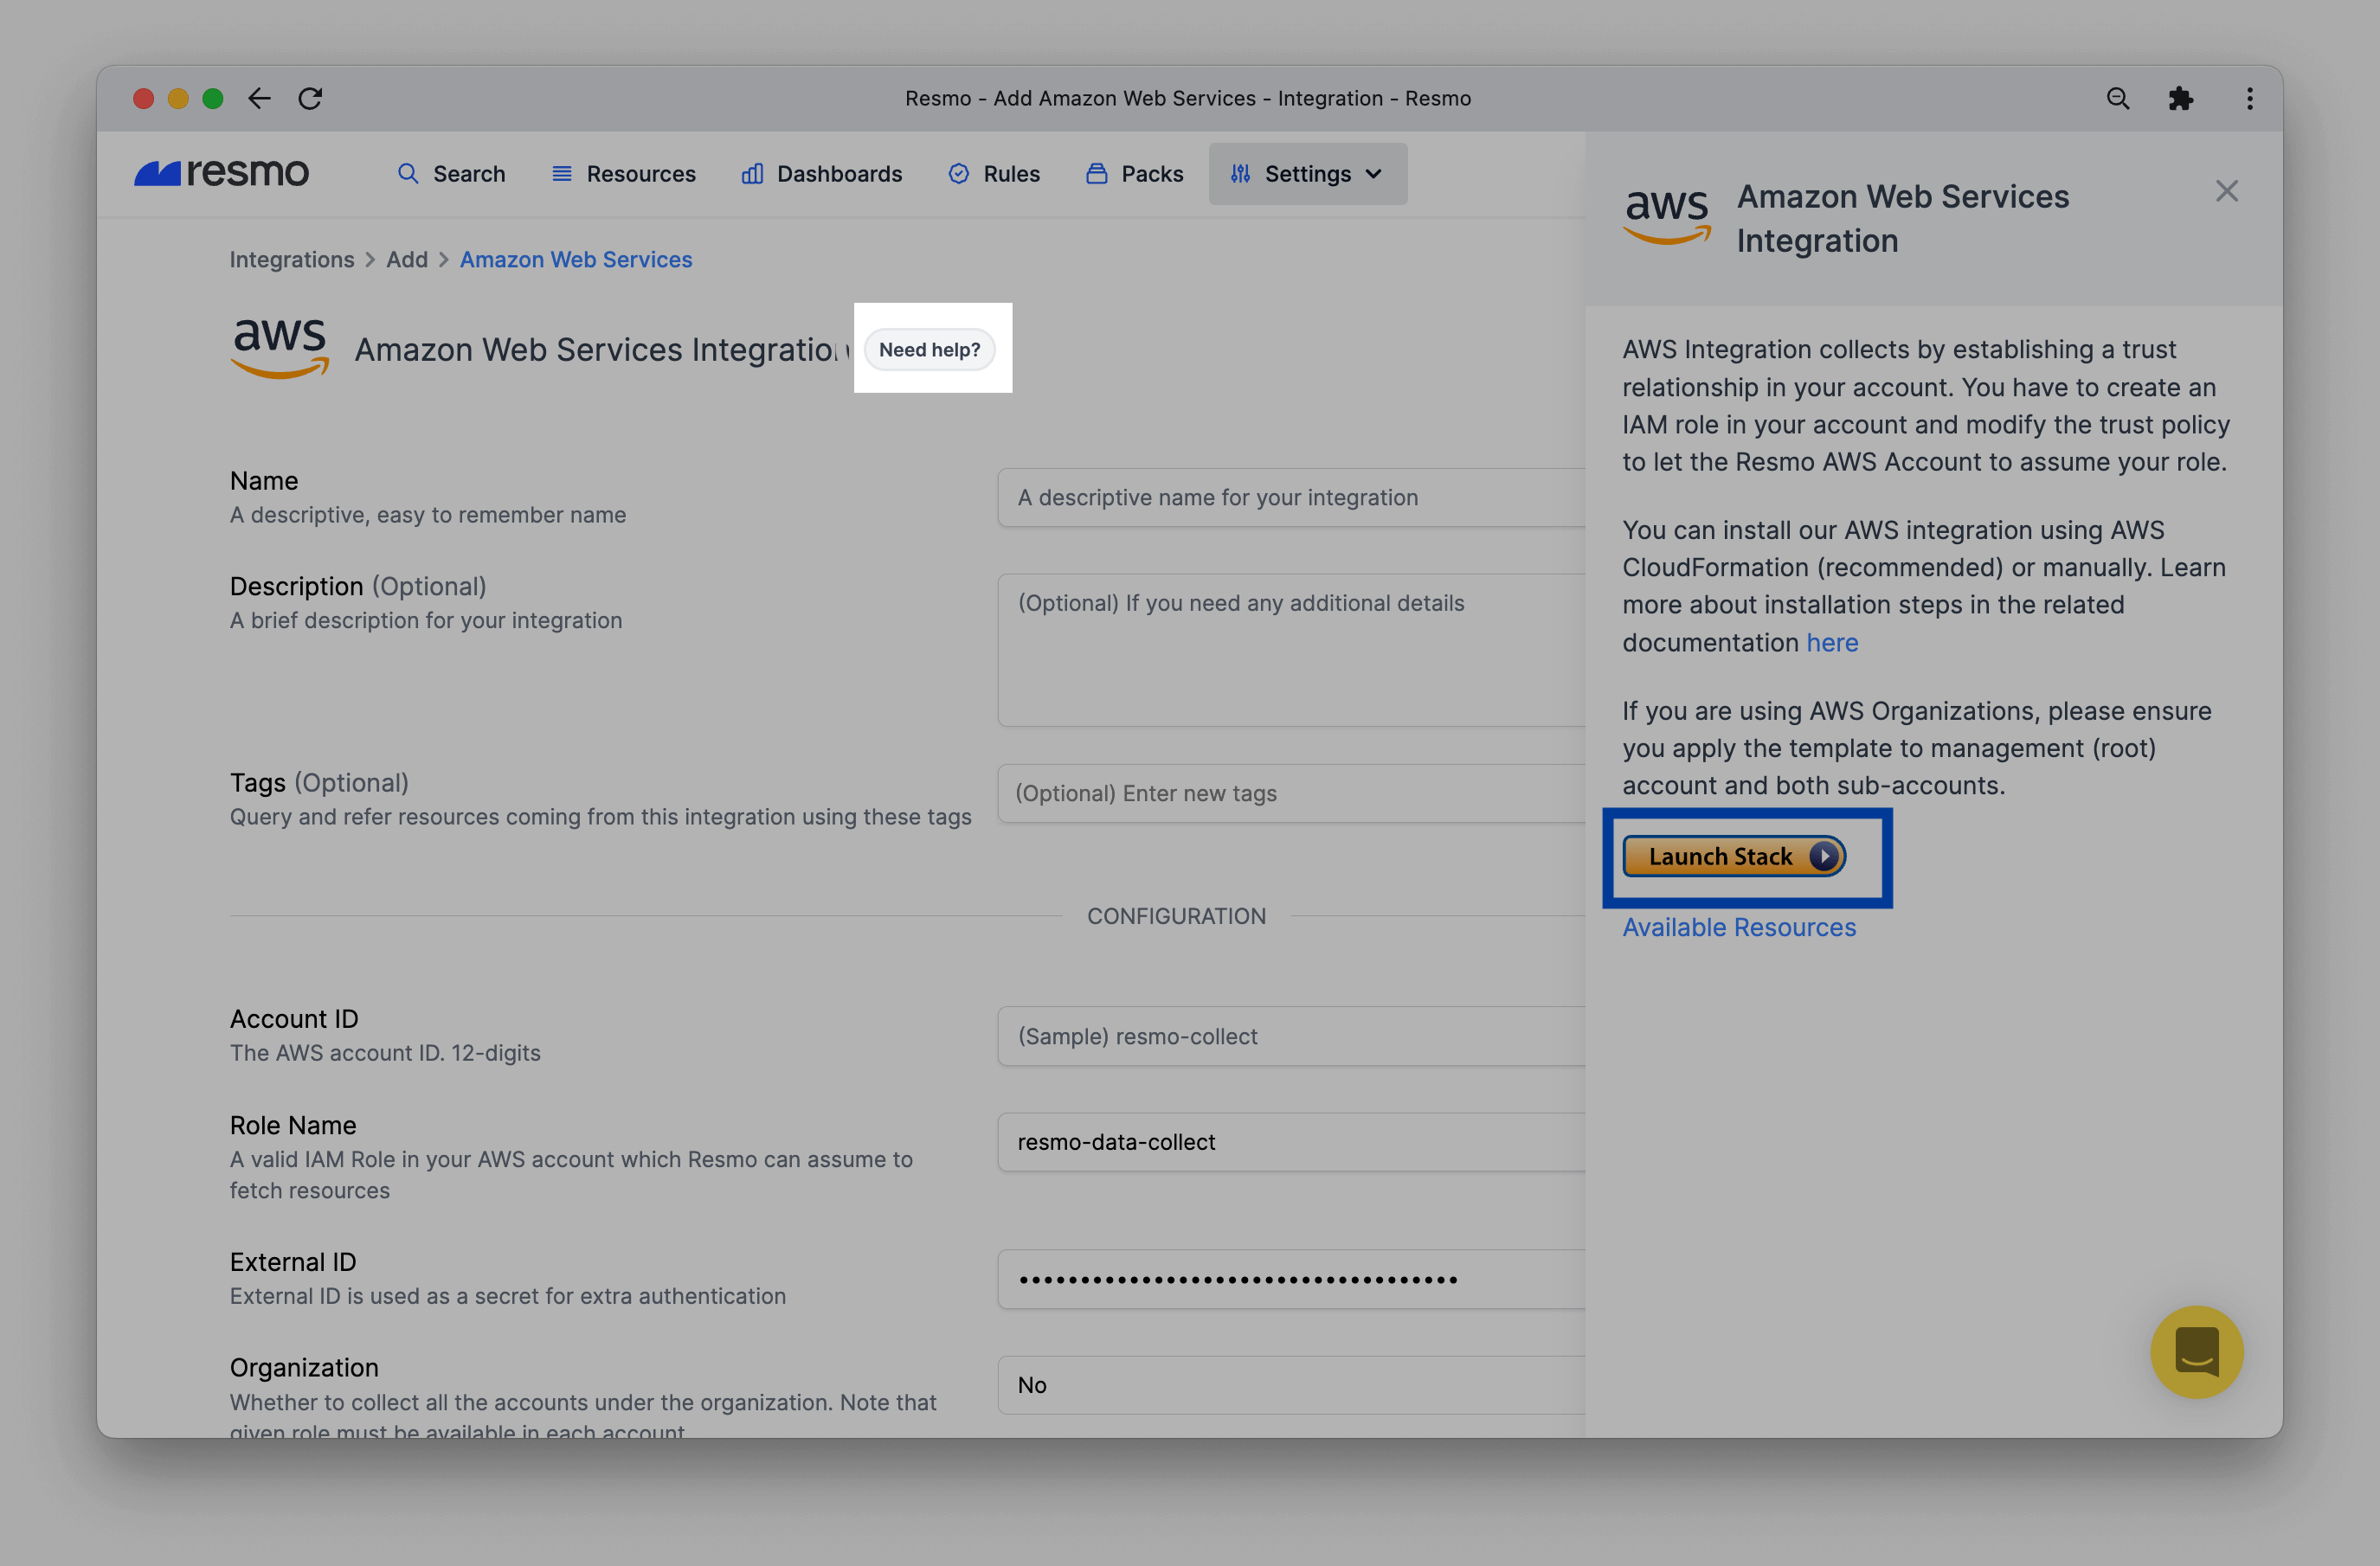 Resmo - Add Amazon Web Services - Integration - Resmo
resmo
Search
Resources
Dashboards
Rules
Packs
Settings
Integrations > Add > Amazon Web Services
aws
Amazon Web Services Integration
Need help?
Name
A descriptive, easy to remember name
A descriptive name for your integration
Description (Optional)
A brief description for your integration
(Optional) If you need any additional details
Tags (Optional)
Query and refer resources coming from this integration using these tags
(Optional) Enter new tags
CONFIGURATION
Account ID
The AWS account ID. 12-digits
(Sample) resmo-collect
Role Name
A valid IAM Role in your AWS account which Resmo can assume to
fetch resources
resmo-data-collect
External ID
External ID is used as a secret for extra authentication
••••••••••••••••••••••••••••••••••••
Organization
Whether to collect all the accounts under the organization. Note that
given role must be available in each account
No
aws
Amazon Web Services
Integration
AWS Integration collects by establishing a trust
relationship in your account. You have to create an
IAM role in your account and modify the trust policy
to let the Resmo AWS Account to assume your role.
You can install our AWS integration using AWS
CloudFormation (recommended) or manually. Learn
more about installation steps in the related
documentation here
If you are using AWS Organizations, please ensure
you apply the template to management (root)
account and both sub-accounts.
Launch Stack
Available Resources